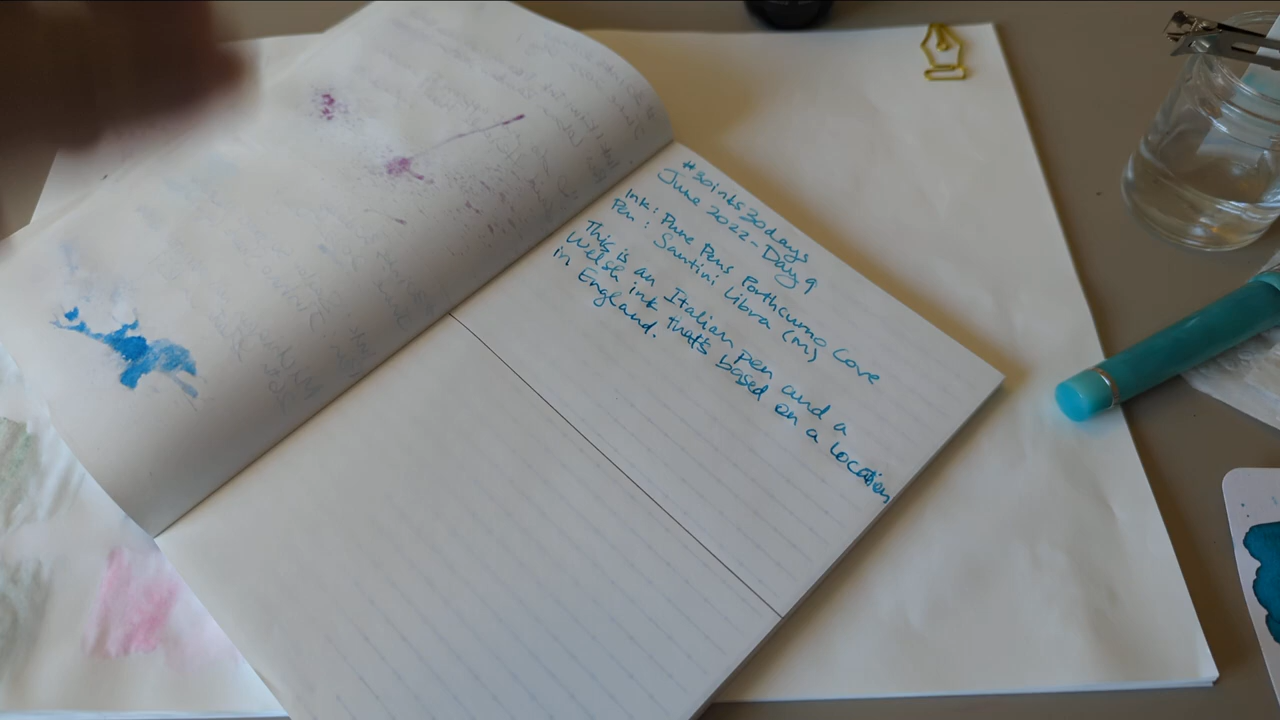 #30inks30days
June 2022 - Day 9
Ink: Pure Pens Porthcurno Cove
Pen: Santini Libra (M)
This is an Italian pen and a
Welsh ink that's based on a location
in England.